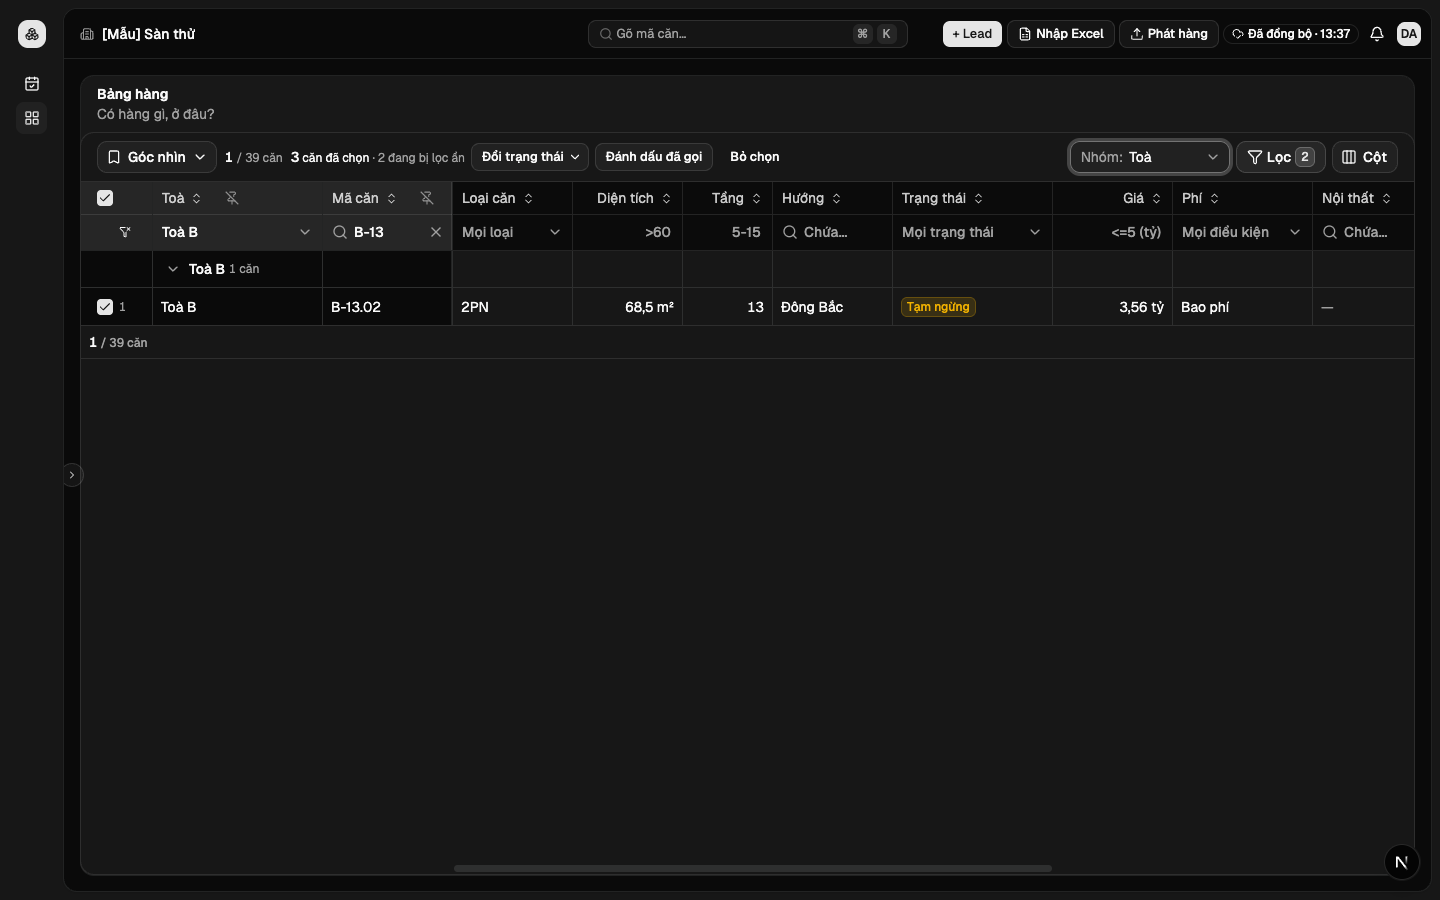 [Mẫu] Sàn thử
Gõ mã căn... ⌘ K
+ Lead
Nhập Excel
Phát hàng
Đã đồng bộ · 13:37
DA
Bảng hàng
Có hàng gì, ở đâu?
Góc nhìn
1 / 39 căn 3 căn đã chọn · 2 đang bị lọc ẩn
Đổi trạng thái
Đánh dấu đã gọi
Bỏ chọn
Nhóm: Toà
Lọc 2
Cột
Toà Mã căn Loại căn Diện tích Tầng Hướng Trạng thái Giá Phí Nội thất
Toà B B-13 Mọi loại >60 5-15 Chứa... Mọi trạng thái <=5 (tỷ) Mọi điều kiện Chứa...
Toà B 1 căn
1 Toà B B-13.02 2PN 68,5 m² 13 Đông Bắc Tạm ngừng 3,56 tỷ Bao phí —
1 / 39 căn
N